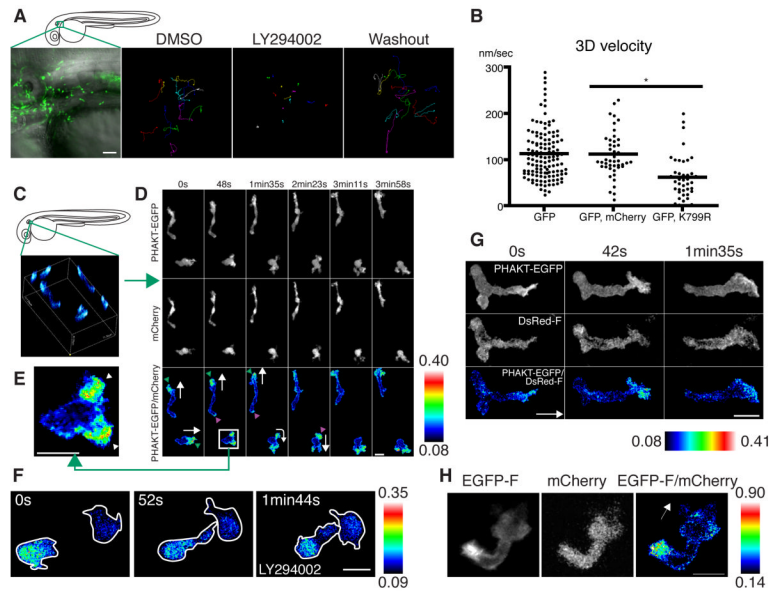 A
DMSO
LY294002
Washout
B
3D velocity
nm/sec
300
200
100
0
*
GFP
GFP, mCherry
GFP, K799R
C
D
0s
48s
1min35s
2min23s
3min11s
3min58s
PHAKT-EGFP
mCherry
PHAKT-EGFP/mCherry
0.40
0.08
E
F
0s
52s
1min44s
LY294002
0.35
0.09
G
0s
42s
1min35s
PHAKT-EGFP
DsRed-F
PHAKT-EGFP/
DsRed-F
0.08
0.41
H
EGFP-F
mCherry
EGFP-F/mCherry
0.90
0.14